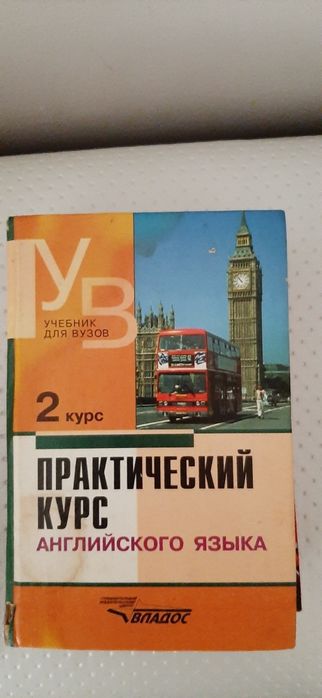 УВ
УЧЕБНИК
ДЛЯ ВУЗОВ
2 курс
ПРАКТИЧЕСКИЙ
КУРС
АНГЛИЙСКОГО ЯЗЫКА
ВЛАДОС